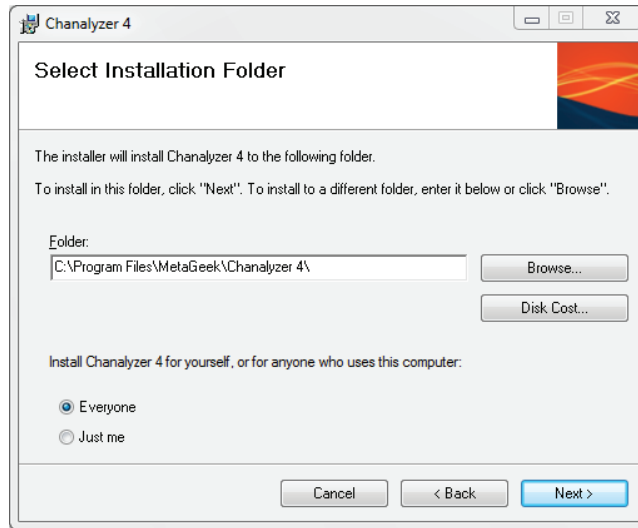 Chanalyzer 4
Select Installation Folder
The installer will install Chanalyzer 4 to the following folder.
To install in this folder, click "Next". To install to a different folder, enter it below or click "Browse".
Folder:
C:\Program Files\MetaGeek\Chanalyzer 4\
Browse...
Disk Cost...
Install Chanalyzer 4 for yourself, or for anyone who uses this computer:
Everyone
Just me
Cancel
< Back
Next >